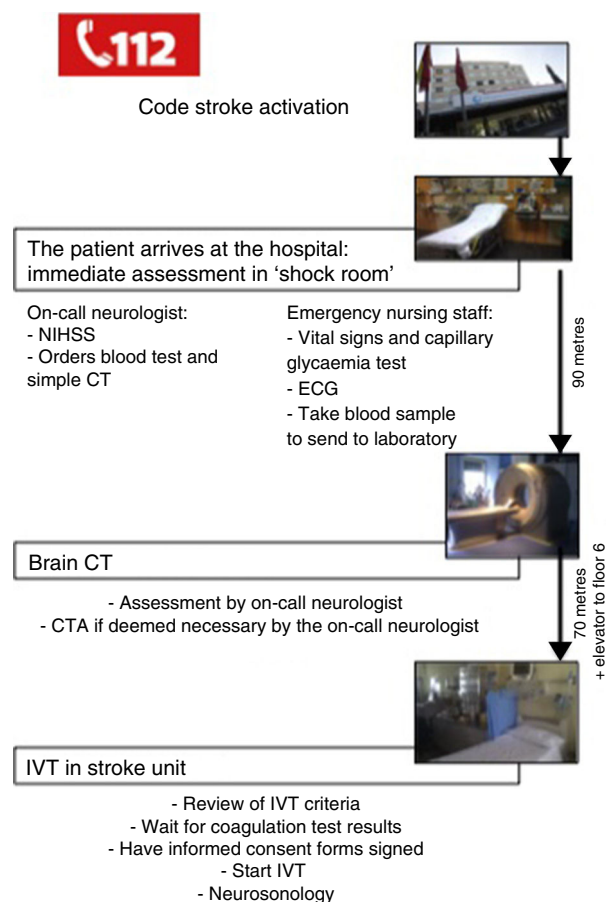 112
Code stroke activation
The patient arrives at the hospital:
immediate assessment in ‘shock room’
On-call neurologist:
- NIHSS
- Orders blood test and
simple CT
Emergency nursing staff:
- Vital signs and capillary
glycaemia test
- ECG
- Take blood sample
to send to laboratory
90 metres
Brain CT
- Assessment by on-call neurologist
- CTA if deemed necessary by the on-call neurologist
70 metres
+ elevator to floor 6
IVT in stroke unit
- Review of IVT criteria
- Wait for coagulation test results
- Have informed consent forms signed
- Start IVT
- Neurosonology